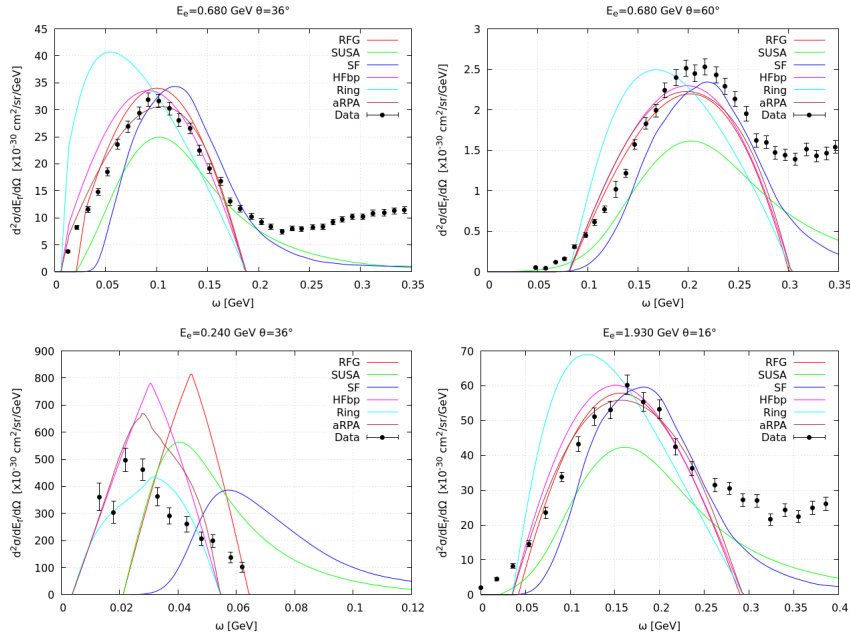 E_e=0.680 GeV θ=36°
d²σ/dE_f/dΩ [x10⁻³⁰ cm²/sr/GeV/]
45
40
35
30
25
20
15
10
5
0
0 0.05 0.1 0.15 0.2 0.25 0.3 0.35
ω [GeV]
RFG
SUSA
SF
HFbp
Ring
aRPA
Data
E_e=0.680 GeV θ=60°
d²σ/dE_f/dΩ [x10⁻³⁰ cm²/sr/GeV/]
3
2.5
2
1.5
1
0.5
0
0 0.05 0.1 0.15 0.2 0.25 0.3 0.35
ω [GeV]
RFG
SUSA
SF
HFbp
Ring
aRPA
Data
E_e=0.240 GeV θ=36°
d²σ/dE_f/dΩ [x10⁻³⁰ cm²/sr/GeV/]
900
800
700
600
500
400
300
200
100
0
0 0.02 0.04 0.06 0.08 0.1 0.12
ω [GeV]
RFG
SUSA
SF
HFbp
Ring
aRPA
Data
E_e=1.930 GeV θ=16°
d²σ/dE_f/dΩ [x10⁻³⁰ cm²/sr/GeV/]
70
60
50
40
30
20
10
0
0 0.05 0.1 0.15 0.2 0.25 0.3 0.35 0.4
ω [GeV]
RFG
SUSA
SF
HFbp
Ring
aRPA
Data